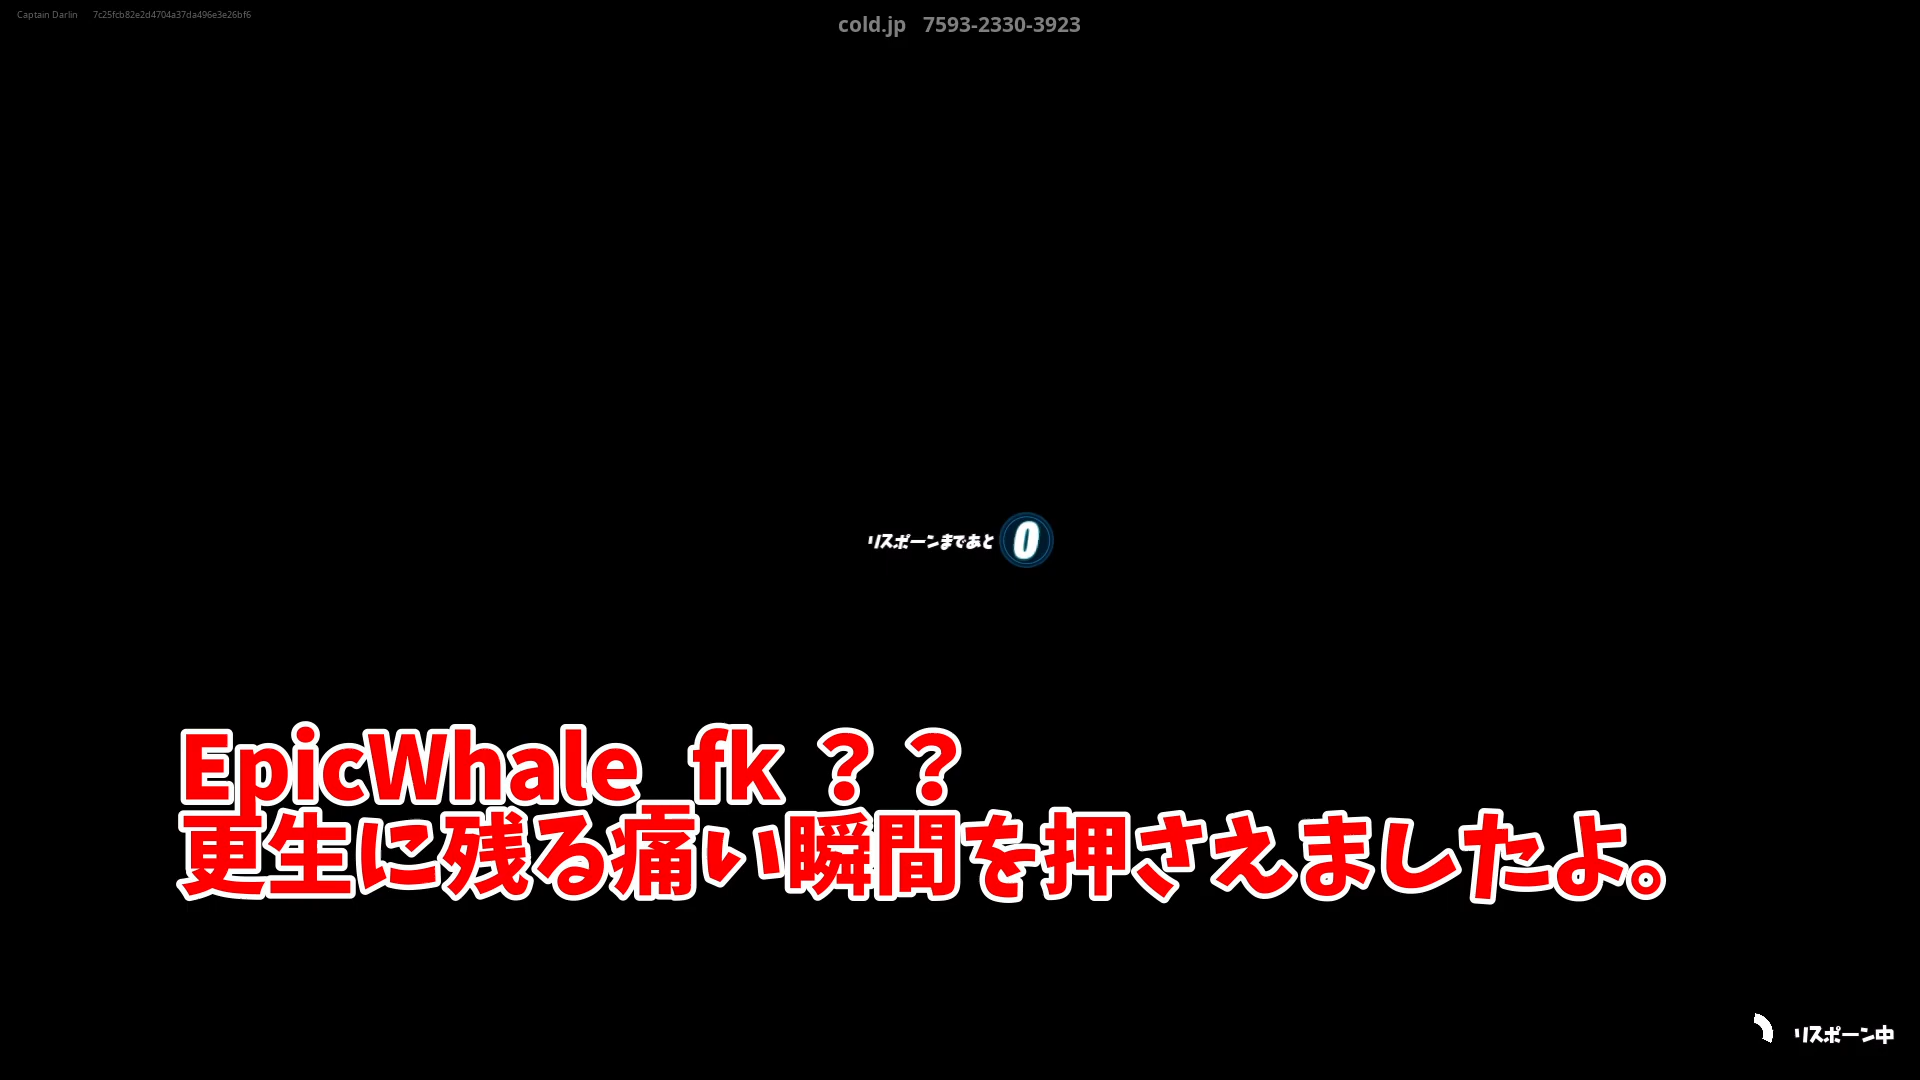 Captain Darlin 7c25fcb82e2d4704a37da496e3e26bf6
cold.jp 7593-2330-3923
リスポーンまであと 0
EpicWhale_fk ？？
更生に残る痛い瞬間を押さえましたよ。
リスポーン中